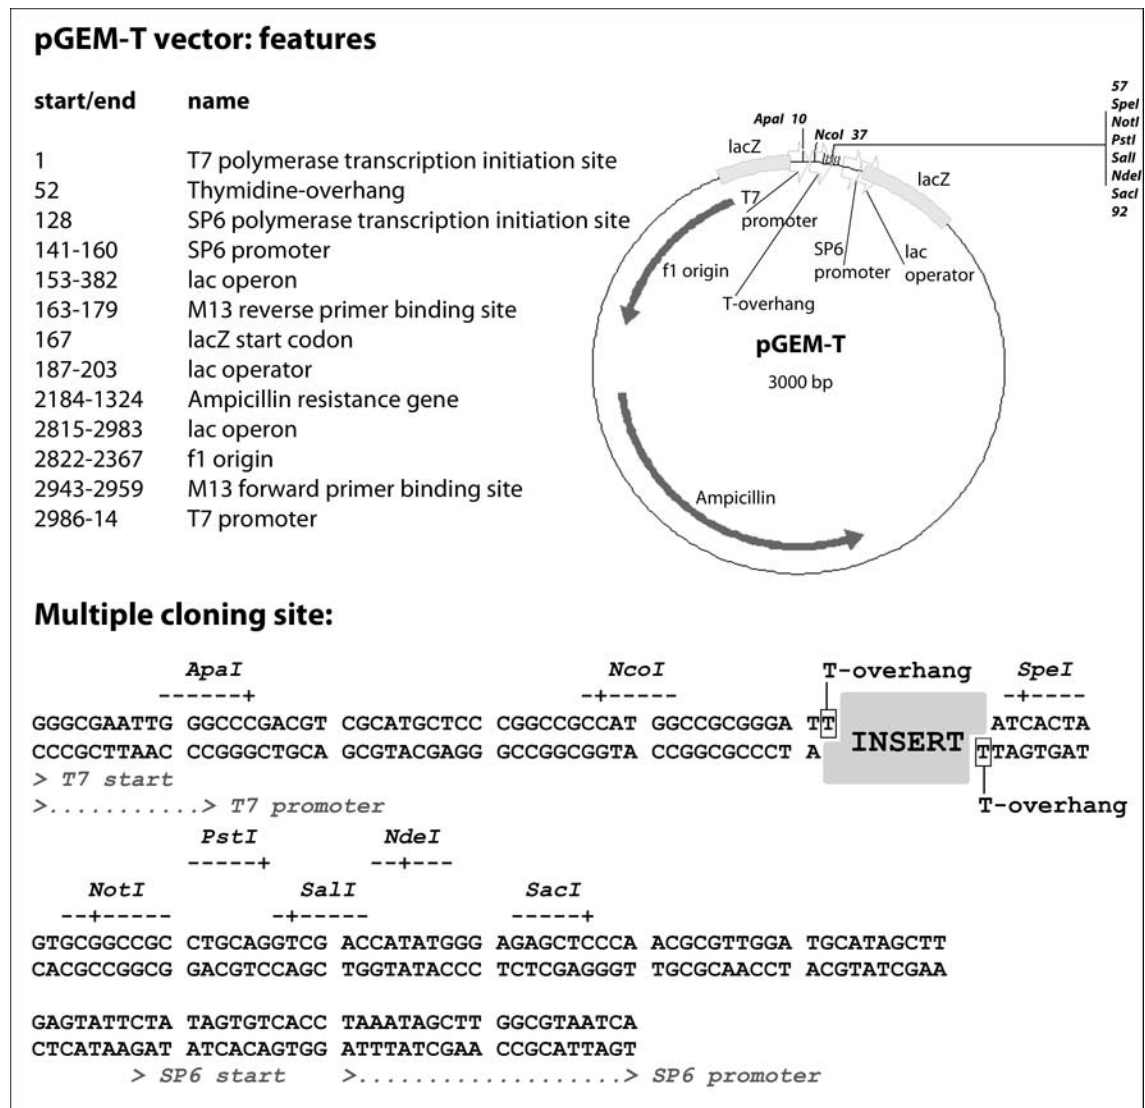 pGEM-T vector: features
start/end name
1 T7 polymerase transcription initiation site
52 Thymidine-overhang
128 SP6 polymerase transcription initiation site
141-160 SP6 promoter
153-382 lac operon
163-179 M13 reverse primer binding site
167 lacZ start codon
187-203 lac operator
2184-1324 Ampicillin resistance gene
2815-2983 lac operon
2822-2367 f1 origin
2943-2959 M13 forward primer binding site
2986-14 T7 promoter
57
SpeI
NotI
PstI
SalI
NdeI
SacI
92
ApaI 10
NcoI 37
lacZ
lacZ
T7
promoter
SP6
promoter
lac
operator
f1 origin
T-overhang
pGEM-T
3000 bp
Ampicillin
Multiple cloning site:
ApaI NcoI T-overhang SpeI
------+ -+----- -+----
GGGCGAATTG GGCCCGACGT CGCATGCTCC CGGCCGCCAT GGCCGCGGGA TT INSERT ATCACTA
CCCGCTTAAC CCGGGCTGCA GCGTACGAGG GCCGGCGGTA CCGGCGCCCT A TTAGTGAT
> T7 start
>...........> T7 promoter
T-overhang
PstI NdeI
-----+ --+---
NotI SalI SacI
--+----- -+----- -----+
GTGCGGCCGC CTGCAGGTCG ACCATATGGG AGAGCTCCCA ACGCGTTGGA TGCATAGCTT
CACGCCGGCG GACGTCCAGC TGGTATACCC TCTCGAGGGT TGCGCAACCT ACGTATCGAA
GAGTATTCTA TAGTGTCACC TAAATAGCTT GGCGTAATCA
CTCATAAGAT ATCACAGTGG ATTTATCGAA CCGCATTAGT
> SP6 start >...................> SP6 promoter